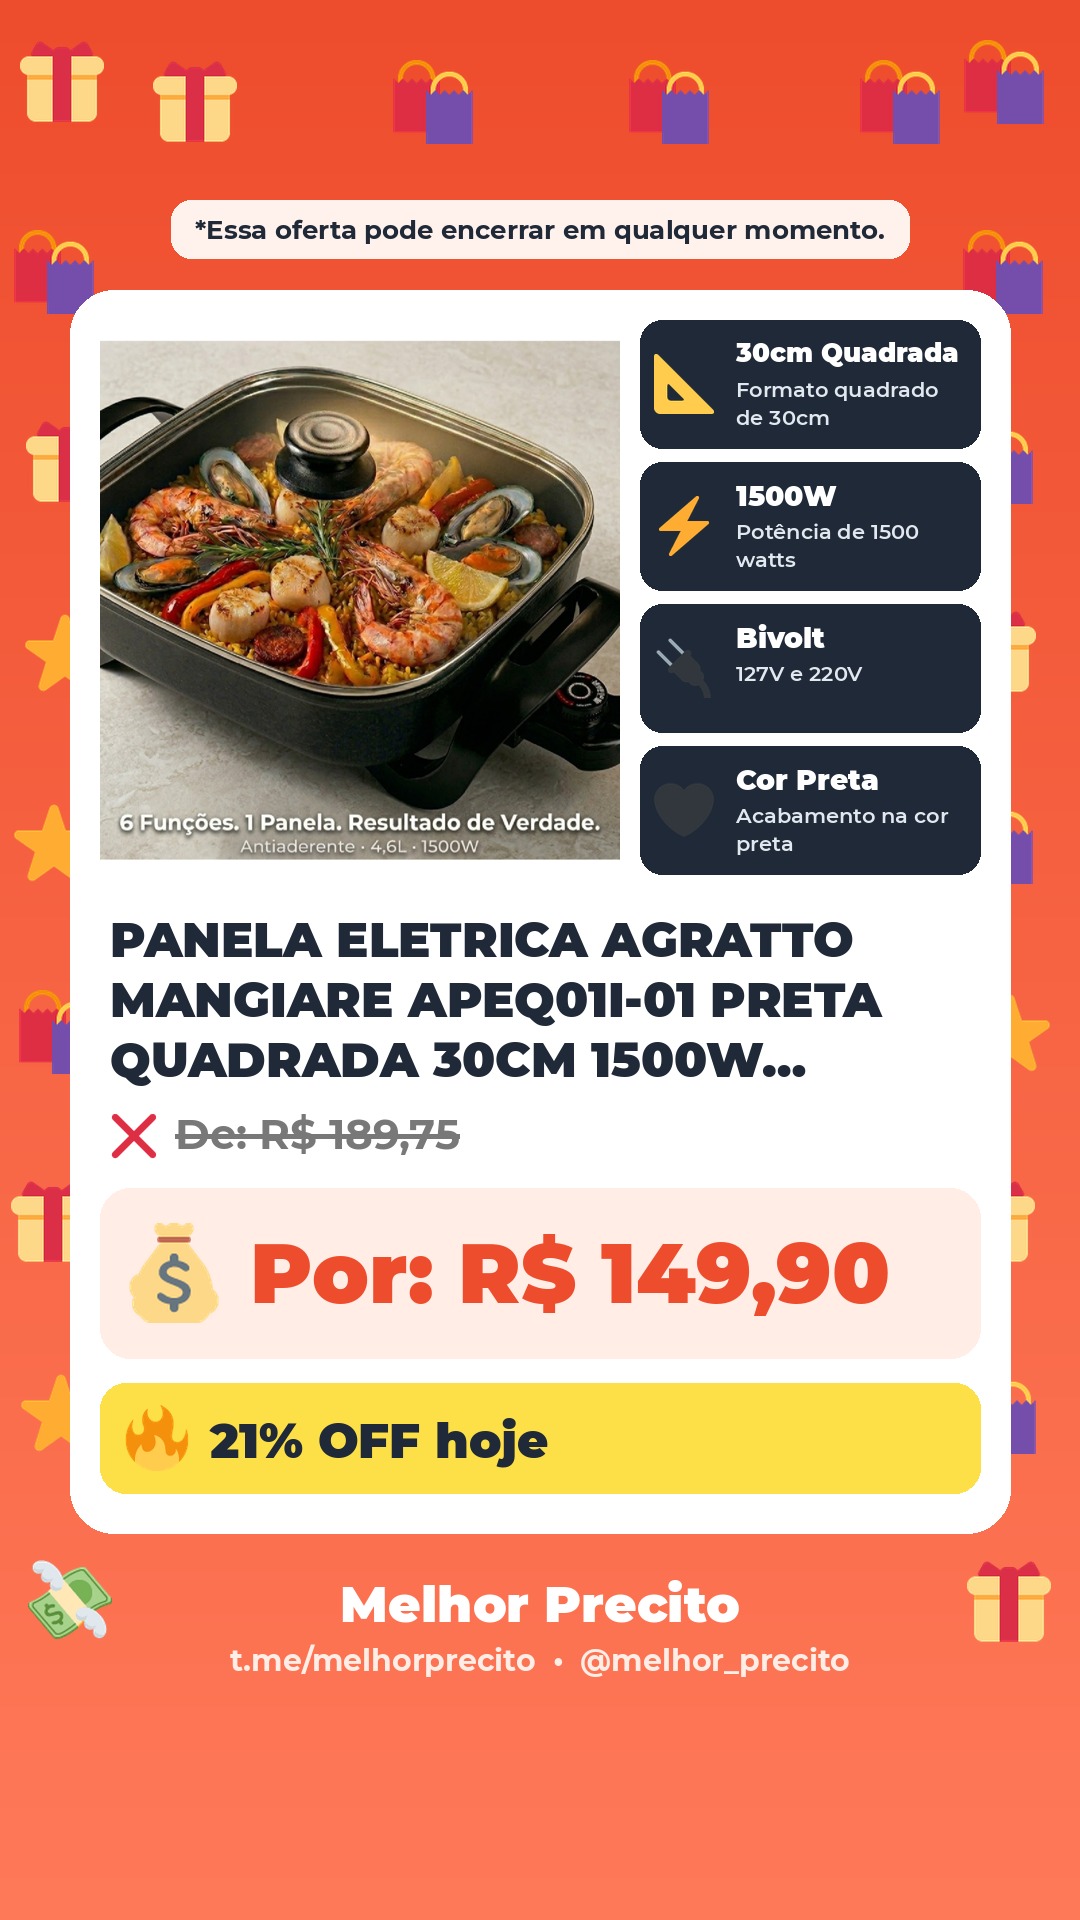 *Essa oferta pode encerrar em qualquer momento.
30cm Quadrada
Formato quadrado
de 30cm
1500W
Potência de 1500
watts
Bivolt
127V e 220V
Cor Preta
Acabamento na cor
preta
6 Funções. 1 Panela. Resultado de Verdade.
Antiaderente · 4,6L · 1500W
PANELA ELETRICA AGRATTO
MANGIARE APEQ01I-01 PRETA
QUADRADA 30CM 1500W...
De: R$ 189,75
Por: R$ 149,90
21% OFF hoje
Melhor Precito
t.me/melhorprecito • @melhor_precito